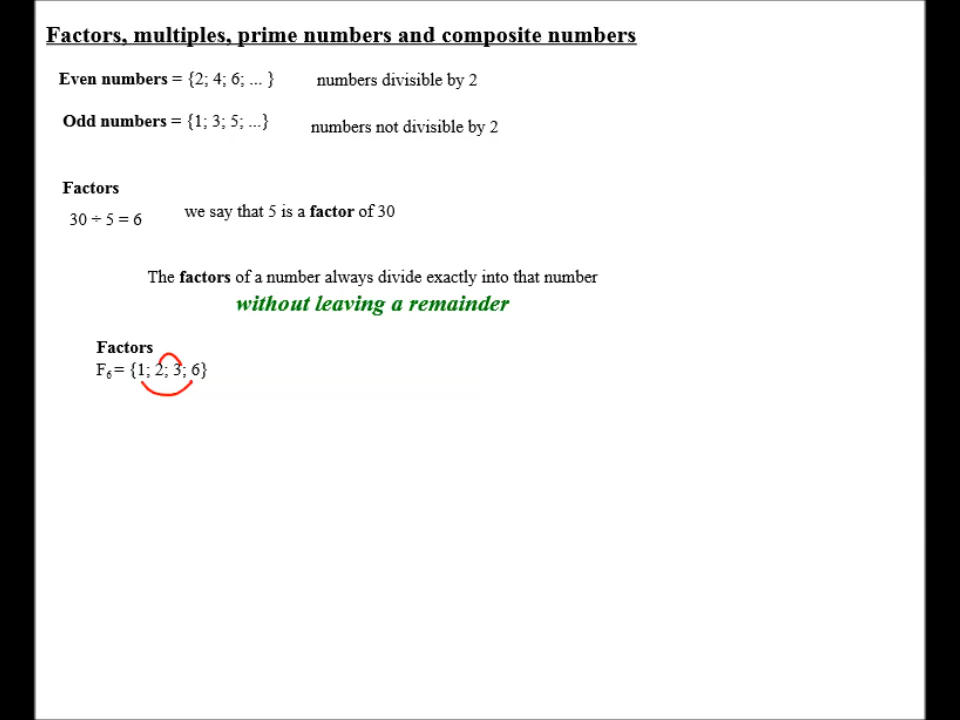 Factors, multiples, prime numbers and composite numbers
Even numbers = {2; 4; 6; ... } numbers divisible by 2
Odd numbers = {1; 3; 5; ...} numbers not divisible by 2
Factors
30 ÷ 5 = 6 we say that 5 is a factor of 30
The factors of a number always divide exactly into that number
without leaving a remainder
Factors
F₆= {1; 2; 3; 6}